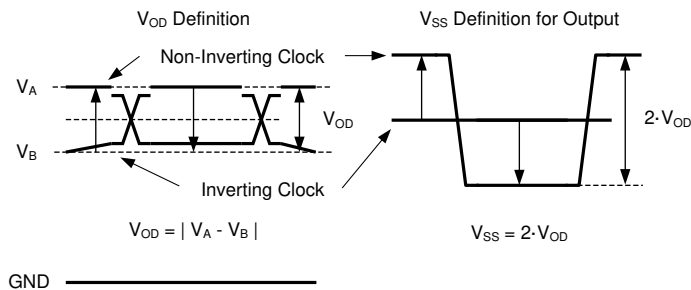 VOD Definition
VSS Definition for Output
Non-Inverting Clock
VA
VOD
2·VOD
VB
Inverting Clock
VOD = | VA - VB |
VSS = 2·VOD
GND